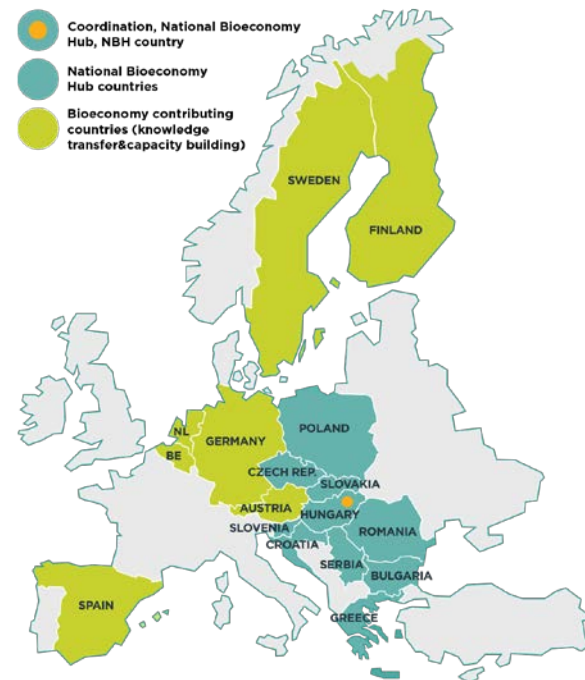 Coordination, National Bioeconomy
Hub, NBH country
National Bioeconomy
Hub countries
Bioeconomy contributing
countries (knowledge
transfer&capacity building)
SWEDEN
FINLAND
NL
BE
GERMANY
POLAND
CZECH REP.
SLOVAKIA
AUSTRIA
HUNGARY
SLOVENIA
CROATIA
ROMANIA
SERBIA
BULGARIA
SPAIN
GREECE